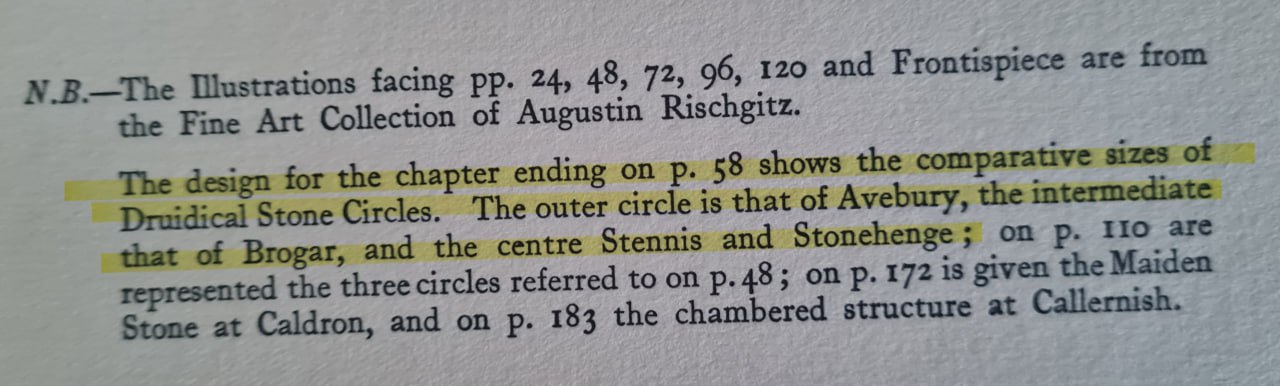 N.B.—The Illustrations facing pp. 24, 48, 72, 96, 120 and Frontispiece are from
the Fine Art Collection of Augustin Rischgitz.
The design for the chapter ending on p. 58 shows the comparative sizes of
Druidical Stone Circles. The outer circle is that of Avebury, the intermediate
that of Brogar, and the centre Stennis and Stonehenge; on p. 110 are
represented the three circles referred to on p. 48; on p. 172 is given the Maiden
Stone at Caldron, and on p. 183 the chambered structure at Callernish.